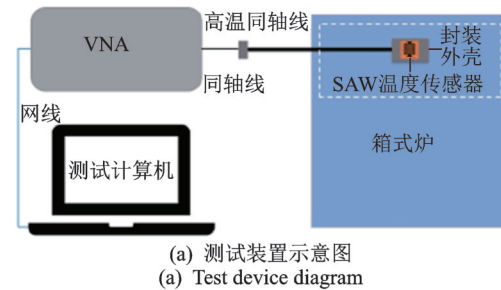 VNA
高温同轴线
同轴线
封装
外壳
SAW温度传感器
网线
测试计算机
箱式炉
(a) 测试装置示意图
(a) Test device diagram